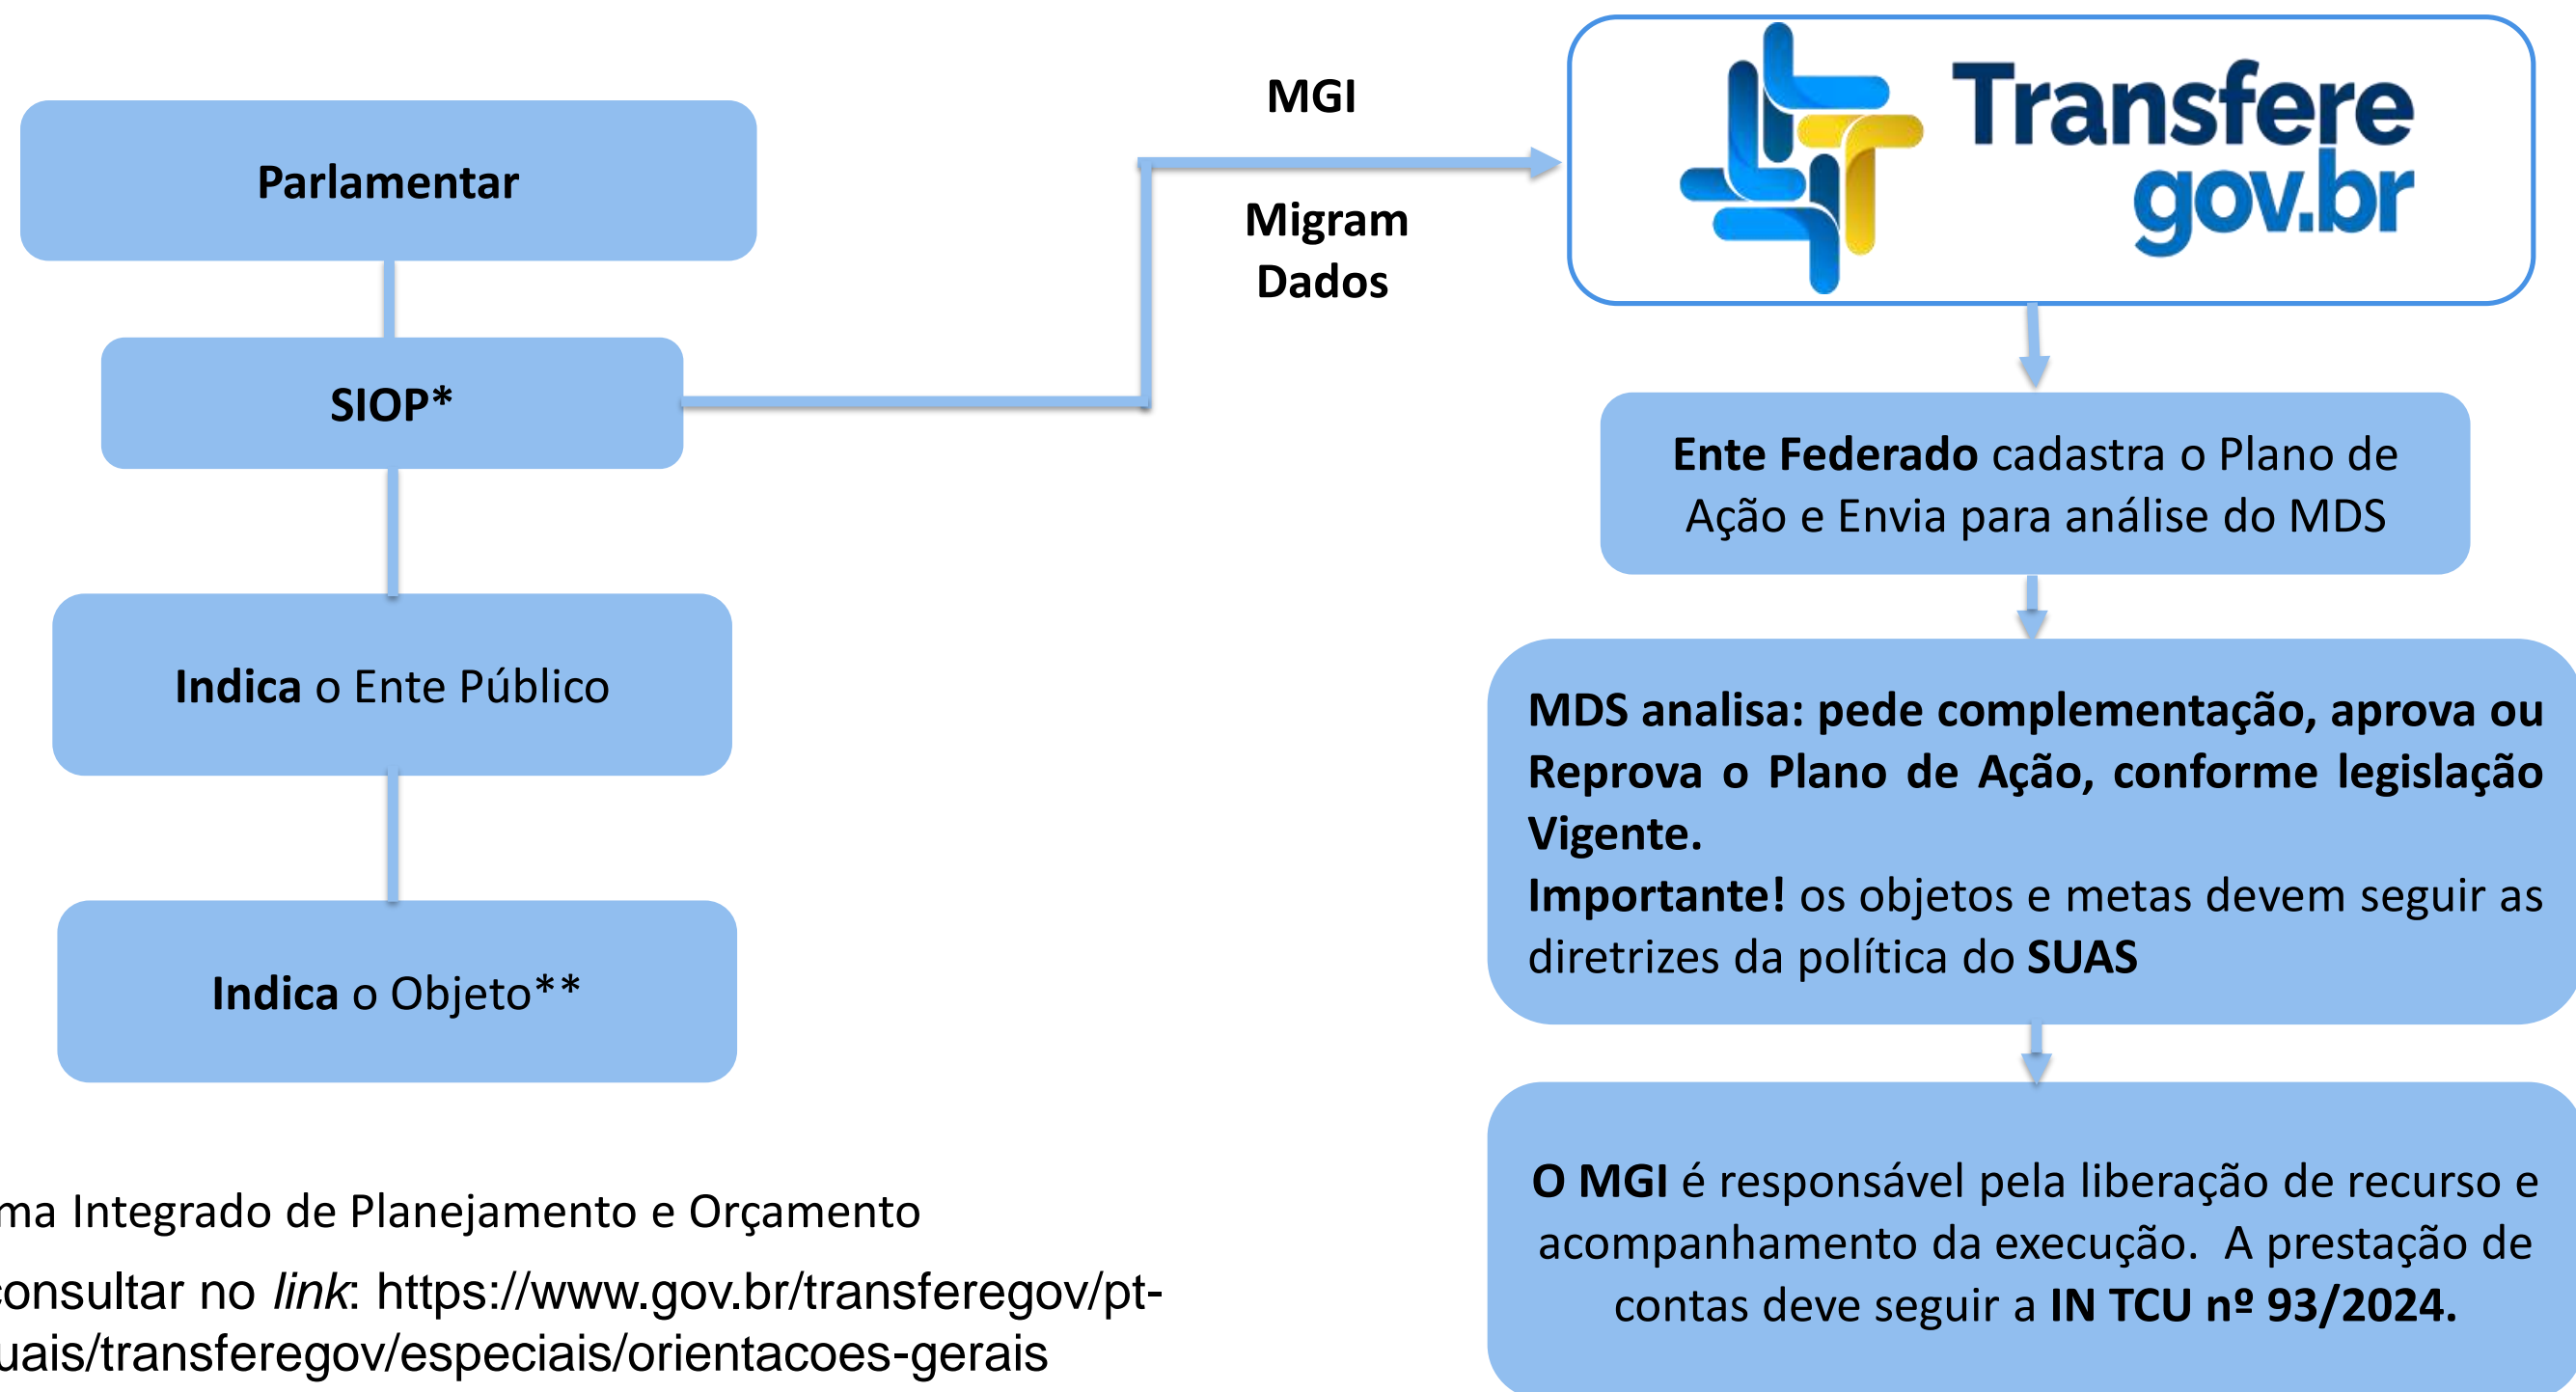 Parlamentar
SIOP*
Indica o Ente Público
Indica o Objeto**
MGI
Migram
Dados
Transfere
gov.br
Ente Federado cadastra o Plano de
Ação e Envia para análise do MDS
MDS analisa: pede complementação, aprova ou
Reprova o Plano de Ação, conforme legislação
Vigente.
Importante! os objetos e metas devem seguir as
diretrizes da política do SUAS
O MGI é responsável pela liberação de recurso e
acompanhamento da execução. A prestação de
contas deve seguir a IN TCU nº 93/2024.
ma Integrado de Planejamento e Orçamento
consultar no link: https://www.gov.br/transferegov/pt-
uais/transferegov/especiais/orientacoes-gerais